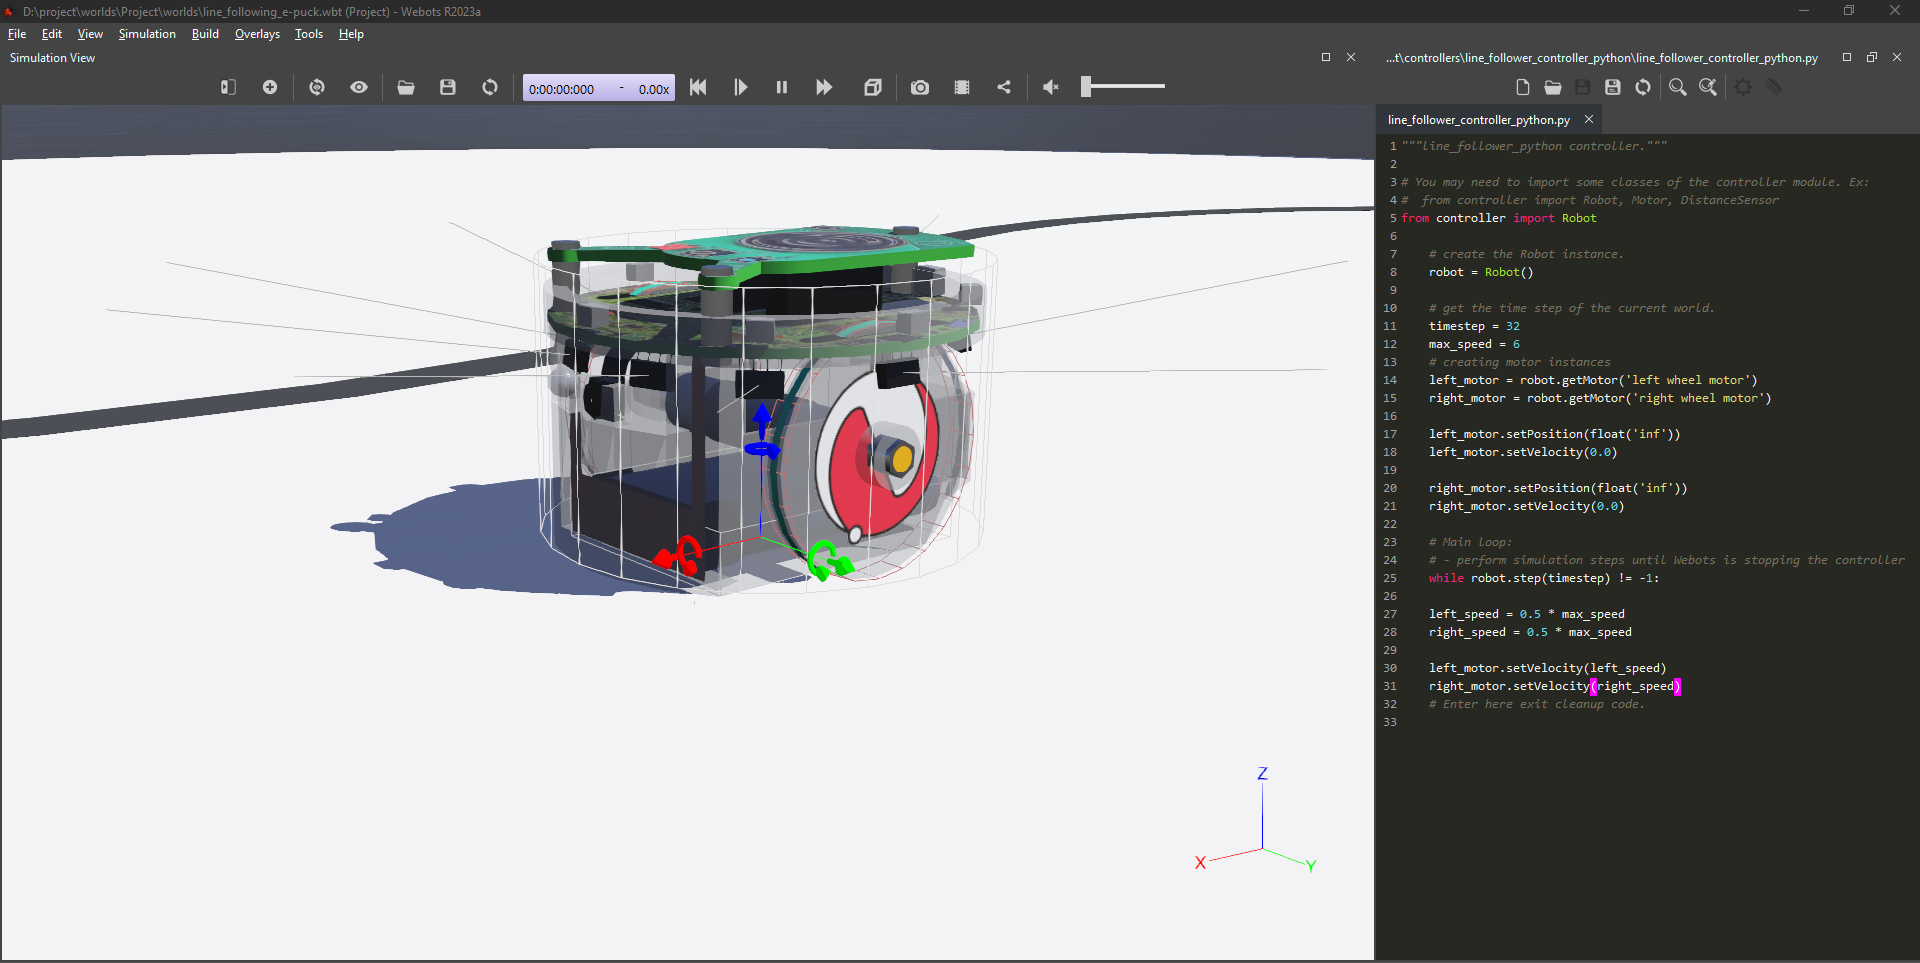 D:\project\worlds\Project\worlds\line_following_e-puck.wbt (Project) - Webots R2023a
File Edit View Simulation Build Overlays Tools Help
Simulation View
...t\controllers\line_follower_controller_python\line_follower_controller_python.py
0:00:00:000 - 0.00x
line_follower_controller_python.py
1 """line_follower_python controller."""
2
3 # You may need to import some classes of the controller module. Ex:
4 #  from controller import Robot, Motor, DistanceSensor
5 from controller import Robot
6
7     # create the Robot instance.
8     robot = Robot()
9
10     # get the time step of the current world.
11     timestep = 32
12     max_speed = 6
13     # creating motor instances
14     left_motor = robot.getMotor('left wheel motor')
15     right_motor = robot.getMotor('right wheel motor')
16
17     left_motor.setPosition(float('inf'))
18     left_motor.setVelocity(0.0)
19
20     right_motor.setPosition(float('inf'))
21     right_motor.setVelocity(0.0)
22
23     # Main loop:
24     # - perform simulation steps until Webots is stopping the controller
25     while robot.step(timestep) != -1:
26
27     left_speed = 0.5 * max_speed
28     right_speed = 0.5 * max_speed
29
30     left_motor.setVelocity(left_speed)
31     right_motor.setVelocity(right_speed)
32     # Enter here exit cleanup code.
33
Z
X
Y